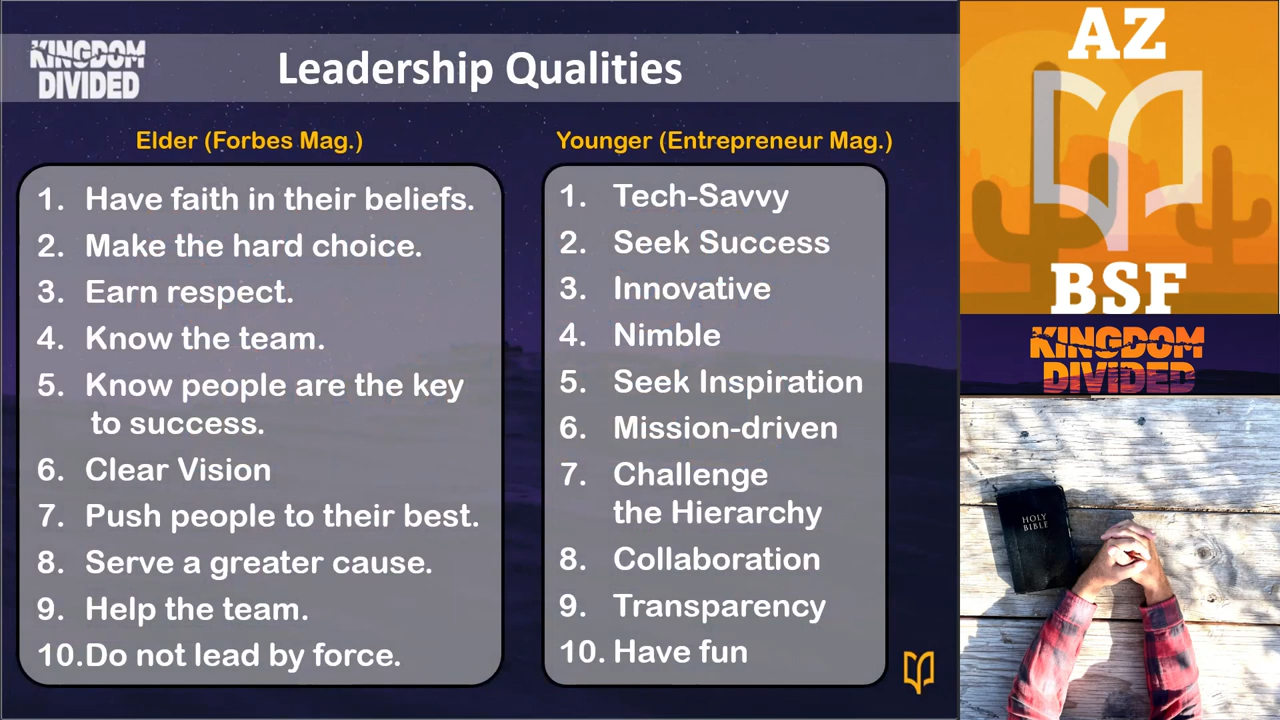 KINGDOM
DIVIDED
Leadership Qualities
Elder (Forbes Mag.)
1. Have faith in their beliefs.
2. Make the hard choice.
3. Earn respect.
4. Know the team.
5. Know people are the key
to success.
6. Clear Vision
7. Push people to their best.
8. Serve a greater cause.
9. Help the team.
10.Do not lead by force.
Younger (Entrepreneur Mag.)
1. Tech-Savvy
2. Seek Success
3. Innovative
4. Nimble
5. Seek Inspiration
6. Mission-driven
7. Challenge
the Hierarchy
8. Collaboration
9. Transparency
10. Have fun
AZ
BSF
KINGDOM
DIVIDED
HOLY
BIBLE